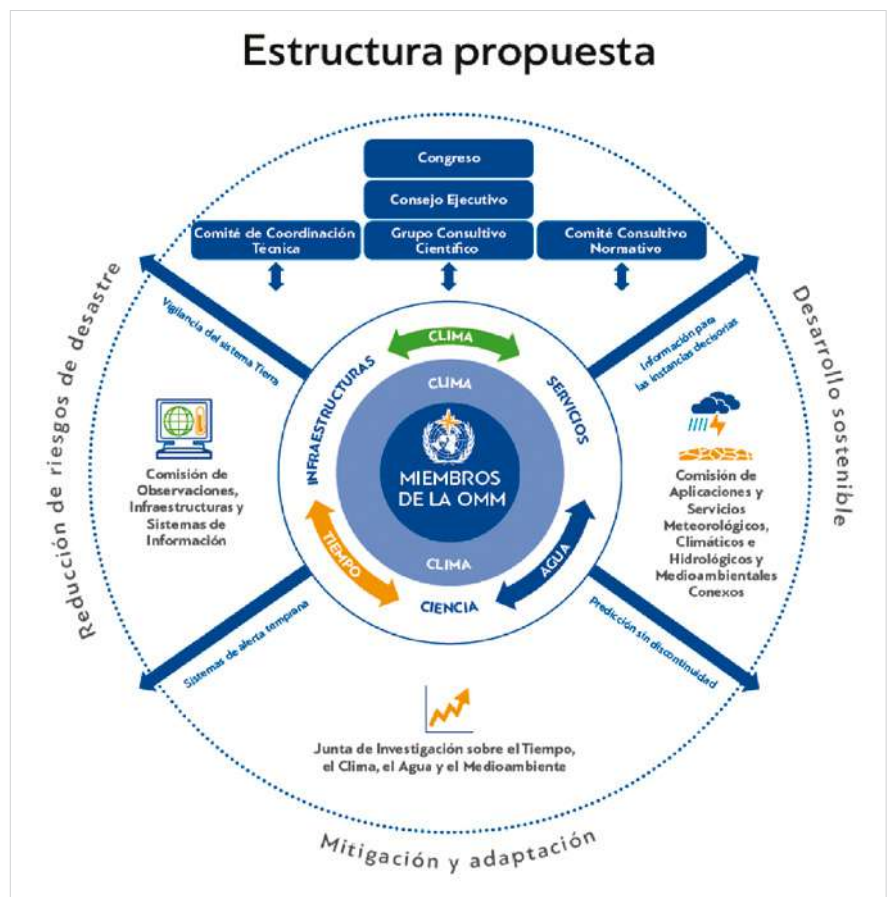 Estructura propuesta
Congreso
Consejo Ejecutivo
Comité de Coordinación
Técnica
Grupo Consultivo
Científico
Comité Consultivo
Normativo
Reducción de riesgos de desastre
Vigilancia del sistema Tierra
Información para
las instancias decisorias
Desarrollo sostenible
CLIMA
INFRAESTRUCTURAS
CLIMA
SERVICIOS
MIEMBROS
DE LA OMM
Comisión de
Observaciones,
Infraestructuras y
Sistemas de
Información
Comisión de
Aplicaciones y
Servicios
Meteorológicos,
Climáticos e
Hidrológicos y
Medioambientales
Conexos
TIEMPO
CLIMA
AGUA
CIENCIA
Sistemas de alerta temprana
Predicción sin discontinuidad
Junta de Investigación sobre el Tiempo,
el Clima, el Agua y el Medioambiente
Mitigación y adaptación